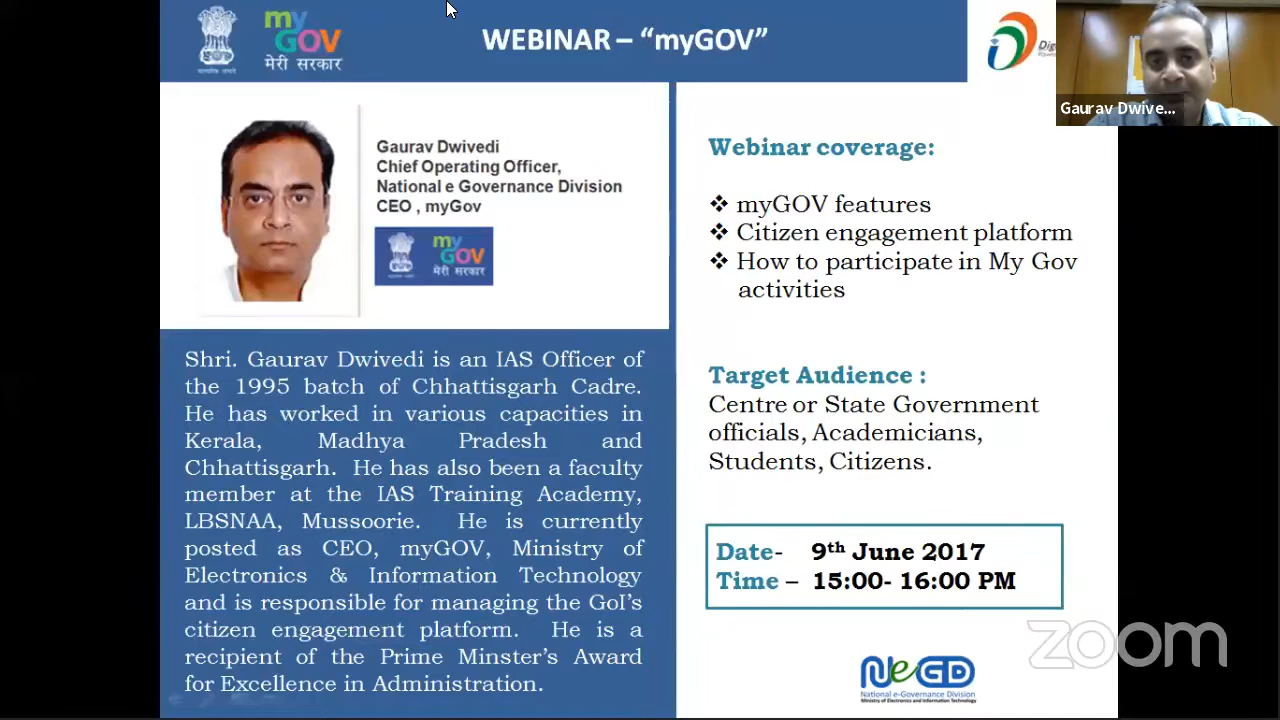 my
GOV
मेरी सरकार
WEBINAR – “myGOV”
Gaurav Dwive...
Gaurav Dwivedi
Chief Operating Officer,
National e Governance Division
CEO , myGov
my
GOV
मेरी सरकार
Shri. Gaurav Dwivedi is an IAS Officer of
the 1995 batch of Chhattisgarh Cadre.
He has worked in various capacities in
Kerala, Madhya Pradesh and
Chhattisgarh. He has also been a faculty
member at the IAS Training Academy,
LBSNAA, Mussoorie. He is currently
posted as CEO, myGOV, Ministry of
Electronics & Information Technology
and is responsible for managing the GoI’s
citizen engagement platform. He is a
recipient of the Prime Minster’s Award
for Excellence in Administration.
Webinar coverage:
❖ myGOV features
❖ Citizen engagement platform
❖ How to participate in My Gov
activities
Target Audience :
Centre or State Government
officials, Academicians,
Students, Citizens.
Date- 9th June 2017
Time – 15:00- 16:00 PM
NeGD
National e-Governance Division
Ministry of Electronics and Information Technology
zoom